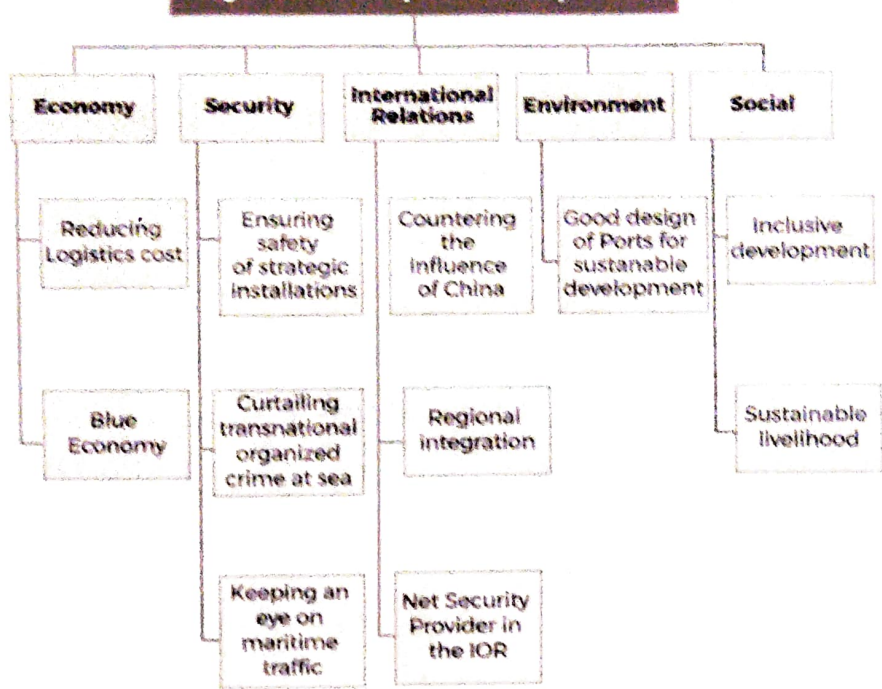 Economy
Security
International
Relations
Environment
Social
Reducing
Logistics cost
Ensuring
safety
of strategic
installations
Countering
the
influence
of China
Good design
of Ports for
sustanable
development
Inclusive
development
Blue
Economy
Curtailing
transnational
organized
crime at sea
Regional
integration
Sustainable
livelihood
Keeping an
eye on
maritime
traffic
Net Security
Provider in
the IOR